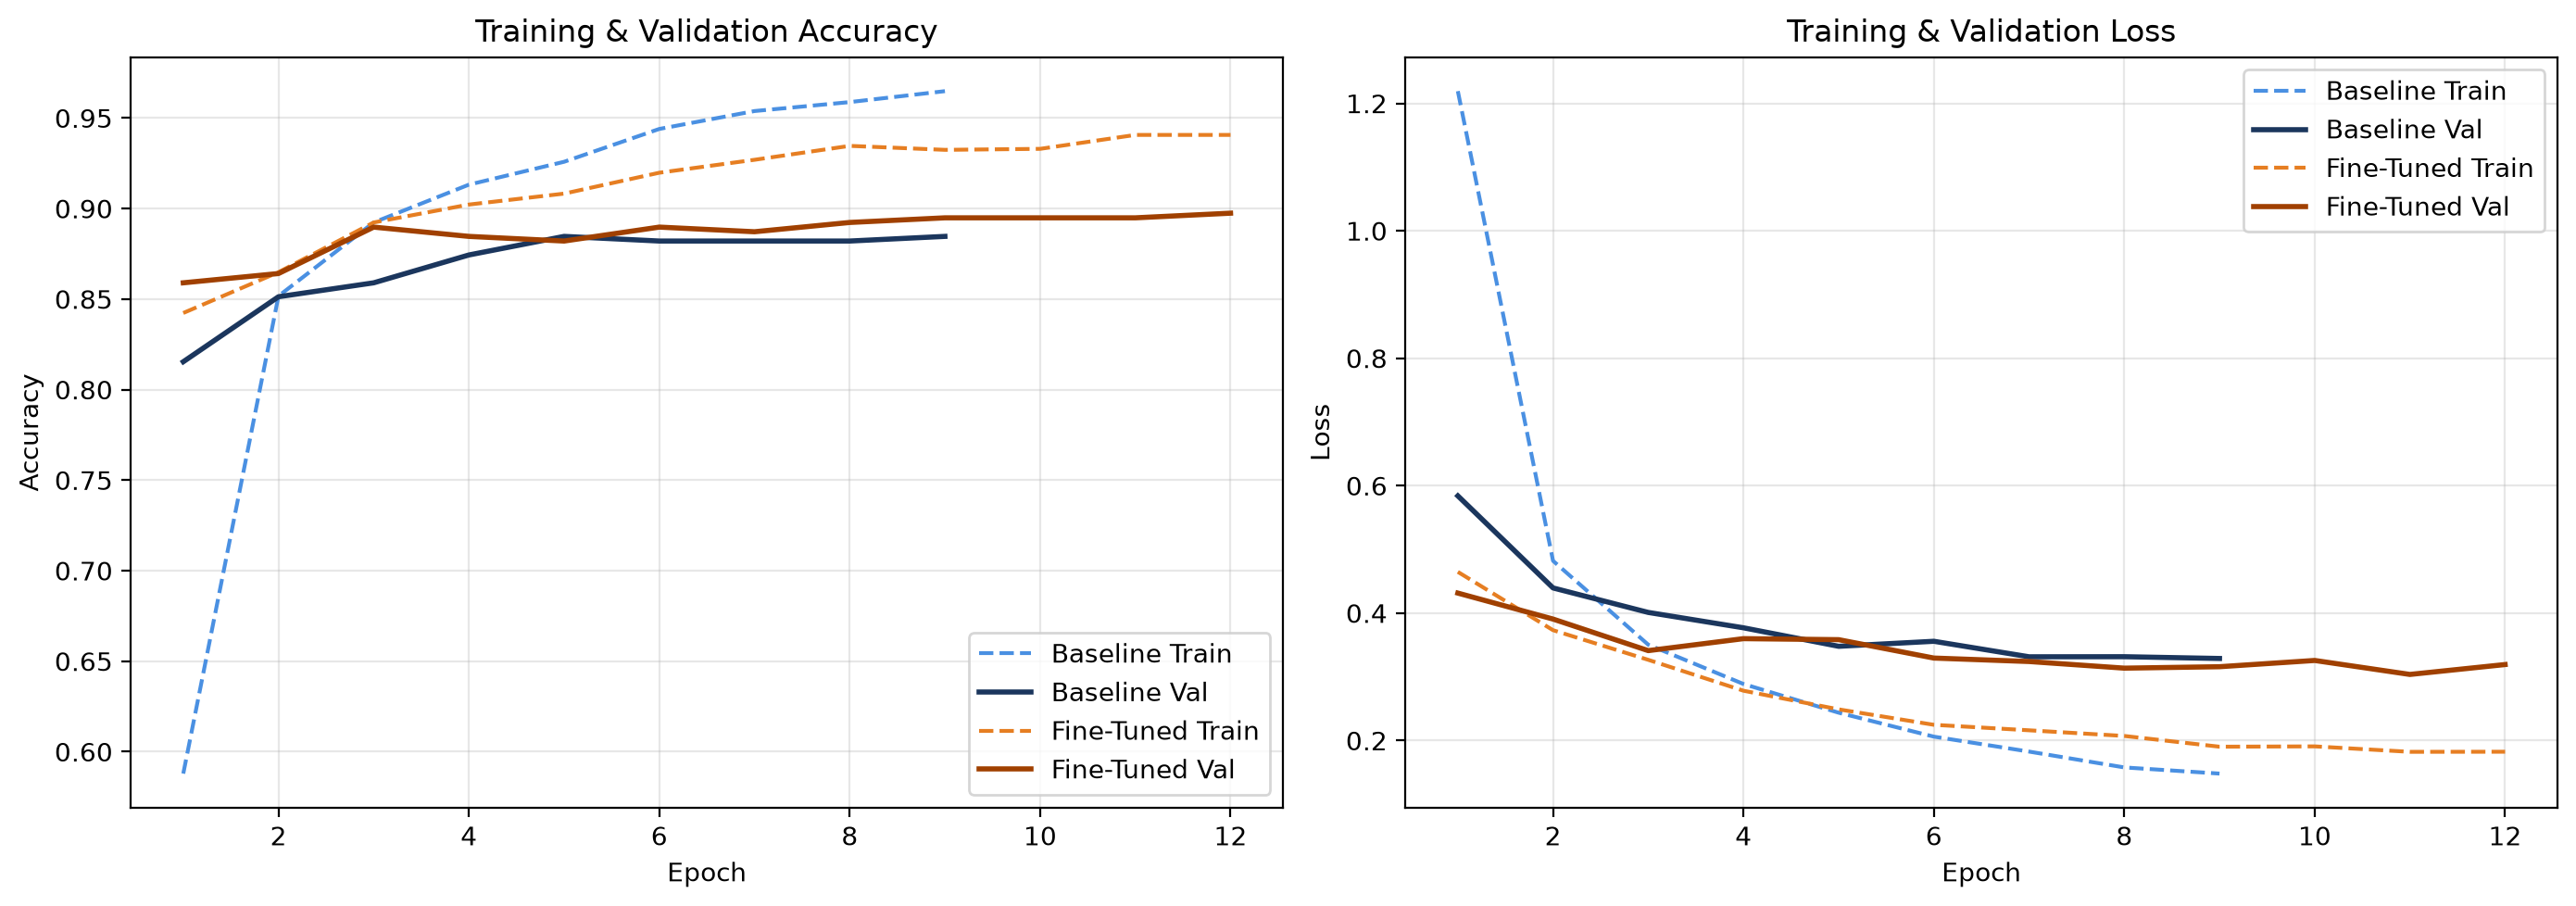 Training & Validation Accuracy
Accuracy
0.95
0.90
0.85
0.80
0.75
0.70
0.65
0.60
Baseline Train
Baseline Val
Fine-Tuned Train
Fine-Tuned Val
2 4 6 8 10 12
Epoch
Training & Validation Loss
Loss
1.2
1.0
0.8
0.6
0.4
0.2
Baseline Train
Baseline Val
Fine-Tuned Train
Fine-Tuned Val
2 4 6 8 10 12
Epoch